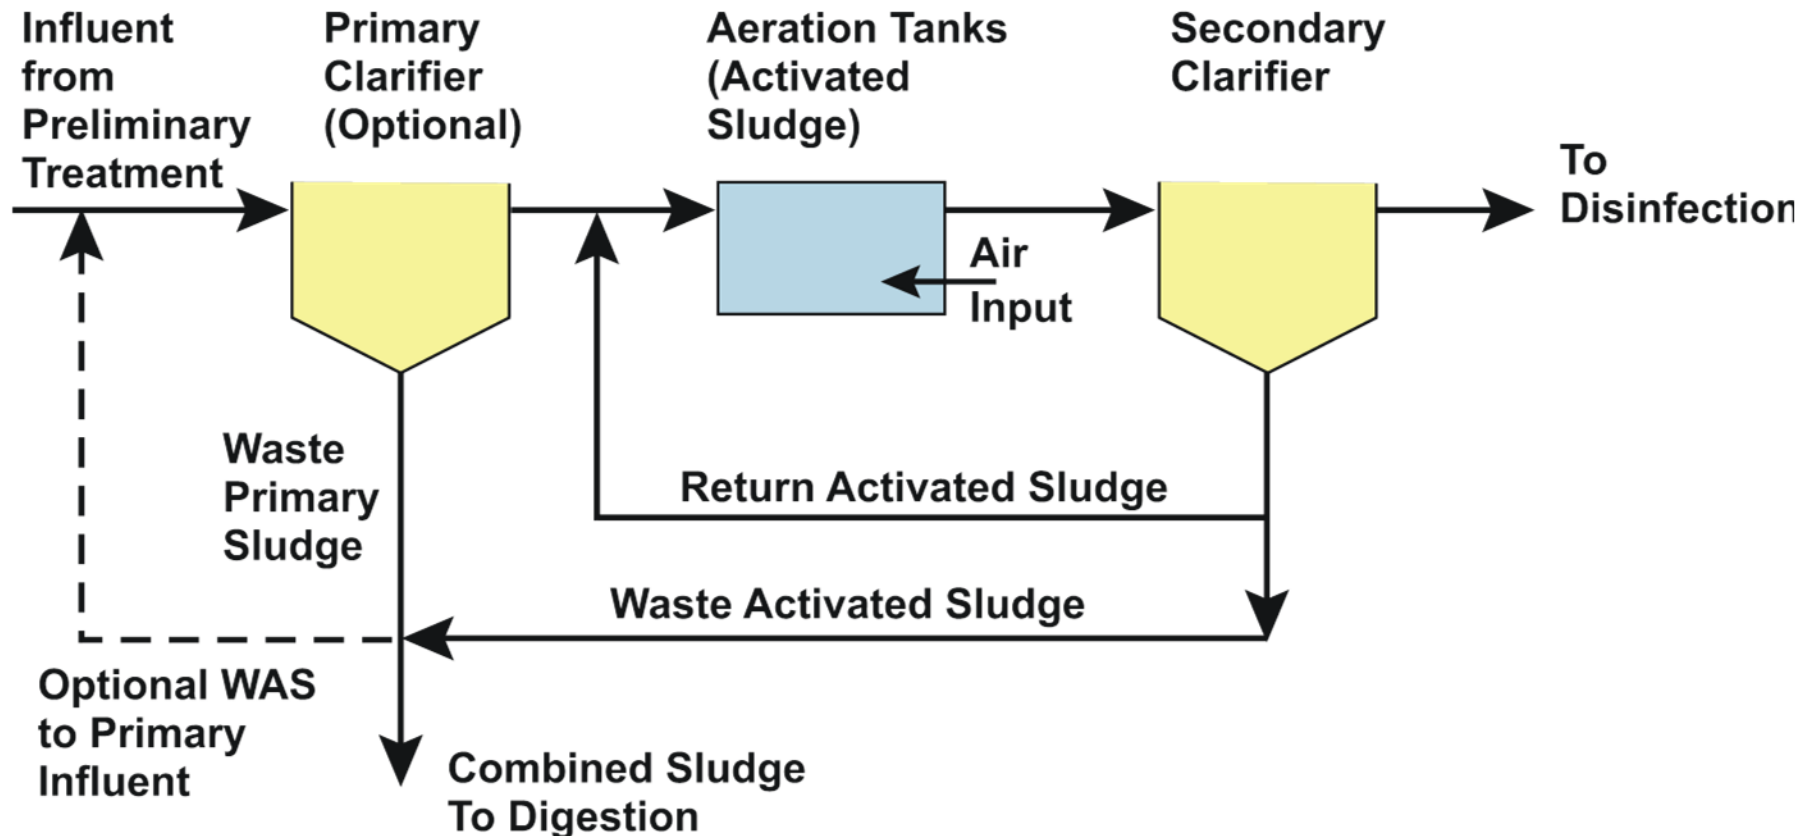 Influent
from
Preliminary
Treatment
Primary
Clarifier
(Optional)
Aeration Tanks
(Activated
Sludge)
Secondary
Clarifier
To
Disinfection
Air
Input
Waste
Primary
Sludge
Return Activated Sludge
Waste Activated Sludge
Optional WAS
to Primary
Influent
Combined Sludge
To Digestion